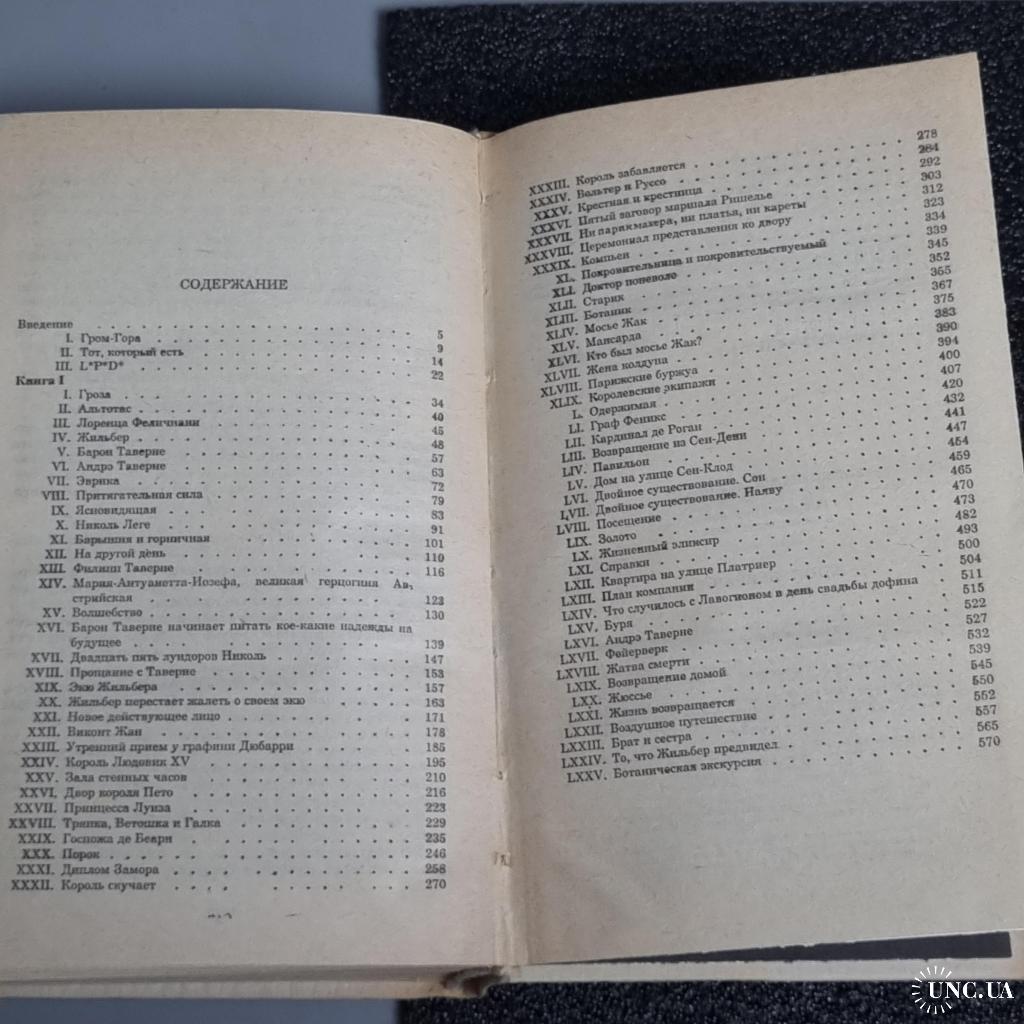 СОДЕРЖАНИЕ
Введение 5
I. Гром-Гора 9
II. Тот, который есть 14
III. L*P*D* 22
Книга I
I. Гроза 34
II. Альтотас 40
III. Лоренца Феличиани 45
IV. Жильбер 48
V. Барон Таверне 57
VI. Андрэ Таверне 63
VII. Эврика 72
VIII. Притягательная сила 79
IX. Ясновидящая 83
X. Николь Леге 91
XI. Барышня и горничная 101
XII. На другой день 110
XIII. Филипп Таверне 116
XIV. Мария-Антуанетта-Иозефа, великая герцогиня Ав-
стрийская 123
XV. Волшебство 130
XVI. Барон Таверне начинает питать кое-какие надежды на
будущее 139
XVII. Двадцать пять луидоров Николь 147
XVIII. Прощание с Таверне 153
XIX. Экю Жильбера 157
XX. Жильбер перестает жалеть о своем экю 163
XXI. Новое действующее лицо 171
XXII. Виконт Жан 178
XXIII. Утренний прием у графини Дюбарри 185
XXIV. Король Людовик XV 195
XXV. Зала стенных часов 210
XXVI. Двор короля Пето 216
XXVII. Принцесса Луиза 223
XXVIII. Тряпка, Ветошка и Галка 229
XXIX. Госпожа де Беарн 235
XXX. Порок 246
XXXI. Диплом Замора 258
XXXII. Король скучает 270
XXXIII. Король забавляется 278
XXXIV. Вольтер и Руссо 284
XXXV. Крестная и крестница 292
XXXVI. Пятый заговор маршала Ришелье 303
XXXVII. Ни парикмахера, ни платья, ни кареты 312
XXXVIII. Церемониал представления ко двору 323
XXXIX. Компьен 334
XL. Покровительница и покровительствуемый 339
XLI. Доктор поневоле 345
XLII. Старик 352
XLIII. Ботаник 355
XLIV. Мосье Жак 367
XLV. Мансарда 375
XLVI. Кто был мосье Жак? 383
XLVII. Жена колдуна 390
XLVIII. Парижские буржуа 394
XLIX. Королевские экипажи 400
L. Одержимая 407
LI. Граф Феникс 420
LII. Кардинал де Роган 432
LIII. Возвращение из Сен-Дени 441
LIV. Павильон 447
LV. Дом на улице Сен-Клод 454
LVI. Двойное существование. Сон 459
LVII. Двойное существование. Наяву 465
LVIII. Посещение 470
LIX. Золото 473
LX. Жизненный эликсир 482
LXI. Справки 493
LXII. Квартира на улице Платриер 500
LXIII. План компании 504
LXIV. Что случилось с Лавогионом в день свадьбы дофина 511
LXV. Буря 515
LXVI. Андрэ Таверне 522
LXVII. Фейерверк 527
LXVIII. Жатва смерти 532
LXIX. Возвращение домой 539
LXX. Жюссье 545
LXXI. Жизнь возвращается 550
LXXII. Воздушное путешествие 552
LXXIII. Брат и сестра 557
LXXIV. То, что Жильбер предвидел 565
LXXV. Ботаническая экскурсия 570
UNC.UA